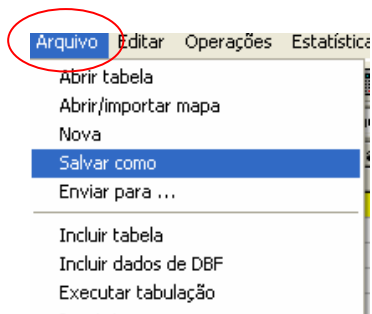 Arquivo Editar Operações Estatística
Abrir tabela
Abrir/importar mapa
Nova
Salvar como
Enviar para ...
Incluir tabela
Incluir dados de DBF
Executar tabulação